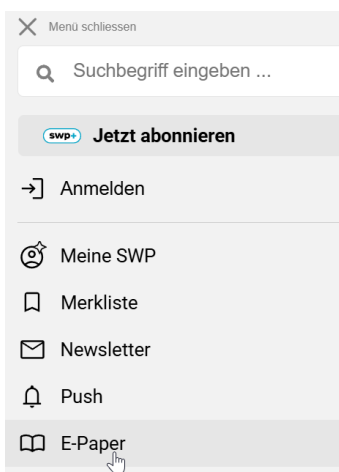 Menü schliessen
Suchbegriff eingeben ...
swp+ Jetzt abonnieren
Anmelden
Meine SWP
Merkliste
Newsletter
Push
E-Paper